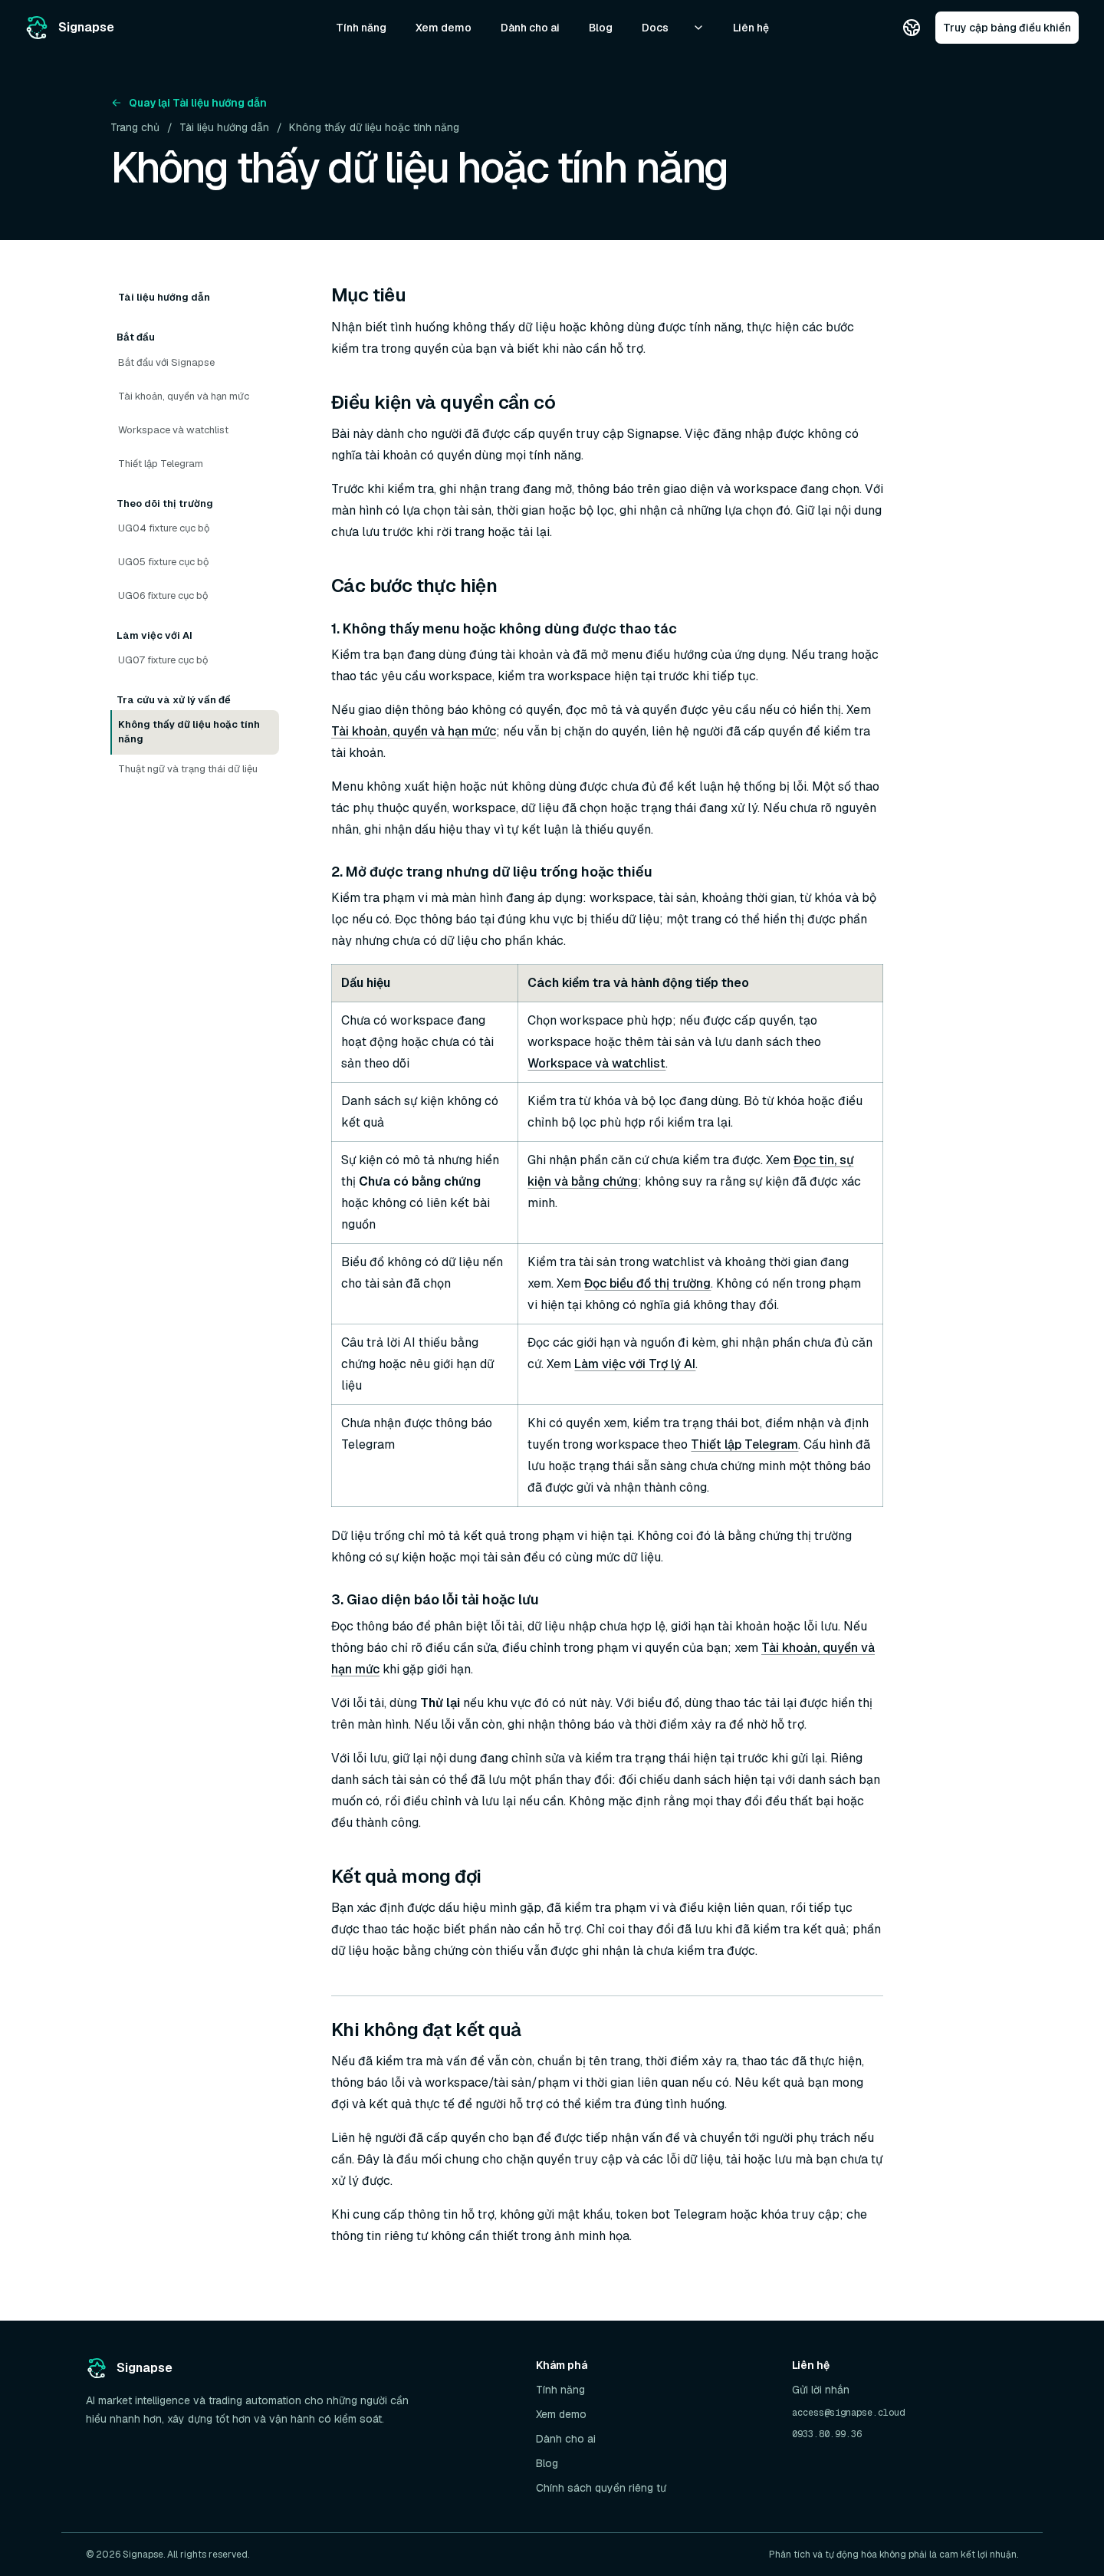 Signapse
Tính năng
Xem demo
Dành cho ai
Blog
Docs
Liên hệ
Truy cập bảng điều khiển
← Quay lại Tài liệu hướng dẫn
Trang chủ / Tài liệu hướng dẫn / Không thấy dữ liệu hoặc tính năng
Không thấy dữ liệu hoặc tính năng
Tài liệu hướng dẫn
Bắt đầu
Bắt đầu với Signapse
Tài khoản, quyền và hạn mức
Workspace và watchlist
Thiết lập Telegram
Theo dõi thị trường
UG04 fixture cục bộ
UG05 fixture cục bộ
UG06 fixture cục bộ
Làm việc với AI
UG07 fixture cục bộ
Tra cứu và xử lý vấn đề
Không thấy dữ liệu hoặc tính
năng
Thuật ngữ và trạng thái dữ liệu
Mục tiêu
Nhận biết tình huống không thấy dữ liệu hoặc không dùng được tính năng, thực hiện các bước
kiểm tra trong quyền của bạn và biết khi nào cần hỗ trợ.
Điều kiện và quyền cần có
Bài này dành cho người đã được cấp quyền truy cập Signapse. Việc đăng nhập được không có
nghĩa tài khoản có quyền dùng mọi tính năng.
Trước khi kiểm tra, ghi nhận trang đang mở, thông báo trên giao diện và workspace đang chọn. Với
màn hình có lựa chọn tài sản, thời gian hoặc bộ lọc, ghi nhận cả những lựa chọn đó. Giữ lại nội dung
chưa lưu trước khi rời trang hoặc tải lại.
Các bước thực hiện
1. Không thấy menu hoặc không dùng được thao tác
Kiểm tra bạn đang dùng đúng tài khoản và đã mở menu điều hướng của ứng dụng. Nếu trang hoặc
thao tác yêu cầu workspace, kiểm tra workspace hiện tại trước khi tiếp tục.
Nếu giao diện thông báo không có quyền, đọc mô tả và quyền được yêu cầu nếu có hiển thị. Xem
Tài khoản, quyền và hạn mức; nếu vẫn bị chặn do quyền, liên hệ người đã cấp quyền để kiểm tra
tài khoản.
Menu không xuất hiện hoặc nút không dùng được chưa đủ để kết luận hệ thống bị lỗi. Một số thao
tác phụ thuộc quyền, workspace, dữ liệu đã chọn hoặc trạng thái đang xử lý. Nếu chưa rõ nguyên
nhân, ghi nhận dấu hiệu thay vì tự kết luận là thiếu quyền.
2. Mở được trang nhưng dữ liệu trống hoặc thiếu
Kiểm tra phạm vi mà màn hình đang áp dụng: workspace, tài sản, khoảng thời gian, từ khóa và bộ
lọc nếu có. Đọc thông báo tại đúng khu vực bị thiếu dữ liệu; một trang có thể hiển thị được phần
này nhưng chưa có dữ liệu cho phần khác.
Dấu hiệu
Cách kiểm tra và hành động tiếp theo
Chưa có workspace đang
hoạt động hoặc chưa có tài
sản theo dõi
Chọn workspace phù hợp; nếu được cấp quyền, tạo
workspace hoặc thêm tài sản và lưu danh sách theo
Workspace và watchlist.
Danh sách sự kiện không có
kết quả
Kiểm tra từ khóa và bộ lọc đang dùng. Bỏ từ khóa hoặc điều
chỉnh bộ lọc phù hợp rồi kiểm tra lại.
Sự kiện có mô tả nhưng hiển
thị Chưa có bằng chứng
hoặc không có liên kết bài
nguồn
Ghi nhận phần căn cứ chưa kiểm tra được. Xem Đọc tin, sự
kiện và bằng chứng; không suy ra rằng sự kiện đã được xác
minh.
Biểu đồ không có dữ liệu nến
cho tài sản đã chọn
Kiểm tra tài sản trong watchlist và khoảng thời gian đang
xem. Xem Đọc biểu đồ thị trường. Không có nến trong phạm
vi hiện tại không có nghĩa giá không thay đổi.
Câu trả lời AI thiếu bằng
chứng hoặc nêu giới hạn dữ
liệu
Đọc các giới hạn và nguồn đi kèm, ghi nhận phần chưa đủ căn
cứ. Xem Làm việc với Trợ lý AI.
Chưa nhận được thông báo
Telegram
Khi có quyền xem, kiểm tra trạng thái bot, điểm nhận và định
tuyến trong workspace theo Thiết lập Telegram. Cấu hình đã
lưu hoặc trạng thái sẵn sàng chưa chứng minh một thông báo
đã được gửi và nhận thành công.
Dữ liệu trống chỉ mô tả kết quả trong phạm vi hiện tại. Không coi đó là bằng chứng thị trường
không có sự kiện hoặc mọi tài sản đều có cùng mức dữ liệu.
3. Giao diện báo lỗi tải hoặc lưu
Đọc thông báo để phân biệt lỗi tải, dữ liệu nhập chưa hợp lệ, giới hạn tài khoản hoặc lỗi lưu. Nếu
thông báo chỉ rõ điều cần sửa, điều chỉnh trong phạm vi quyền của bạn; xem Tài khoản, quyền và
hạn mức khi gặp giới hạn.
Với lỗi tải, dùng Thử lại nếu khu vực đó có nút này. Với biểu đồ, dùng thao tác tải lại được hiển thị
trên màn hình. Nếu lỗi vẫn còn, ghi nhận thông báo và thời điểm xảy ra để nhờ hỗ trợ.
Với lỗi lưu, giữ lại nội dung đang chỉnh sửa và kiểm tra trạng thái hiện tại trước khi gửi lại. Riêng
danh sách tài sản có thể đã lưu một phần thay đổi: đối chiếu danh sách hiện tại với danh sách bạn
muốn có, rồi điều chỉnh và lưu lại nếu cần. Không mặc định rằng mọi thay đổi đều thất bại hoặc
đều thành công.
Kết quả mong đợi
Bạn xác định được dấu hiệu mình gặp, đã kiểm tra phạm vi và điều kiện liên quan, rồi tiếp tục
được thao tác hoặc biết phần nào cần hỗ trợ. Chỉ coi thay đổi đã lưu khi đã kiểm tra kết quả; phần
dữ liệu hoặc bằng chứng còn thiếu vẫn được ghi nhận là chưa kiểm tra được.
Khi không đạt kết quả
Nếu đã kiểm tra mà vấn đề vẫn còn, chuẩn bị tên trang, thời điểm xảy ra, thao tác đã thực hiện,
thông báo lỗi và workspace/tài sản/phạm vi thời gian liên quan nếu có. Nêu kết quả bạn mong
đợi và kết quả thực tế để người hỗ trợ có thể kiểm tra đúng tình huống.
Liên hệ người đã cấp quyền cho bạn để được tiếp nhận vấn đề và chuyển tới người phụ trách nếu
cần. Đây là đầu mối chung cho chặn quyền truy cập và các lỗi dữ liệu, tải hoặc lưu mà bạn chưa tự
xử lý được.
Khi cung cấp thông tin hỗ trợ, không gửi mật khẩu, token bot Telegram hoặc khóa truy cập; che
thông tin riêng tư không cần thiết trong ảnh minh họa.
Signapse
AI market intelligence và trading automation cho những người cần
hiểu nhanh hơn, xây dựng tốt hơn và vận hành có kiểm soát.
Khám phá
Tính năng
Xem demo
Dành cho ai
Blog
Chính sách quyền riêng tư
Liên hệ
Gửi lời nhắn
access@signapse.cloud
0933.80.99.36
© 2026 Signapse. All rights reserved.
Phân tích và tự động hóa không phải là cam kết lợi nhuận.